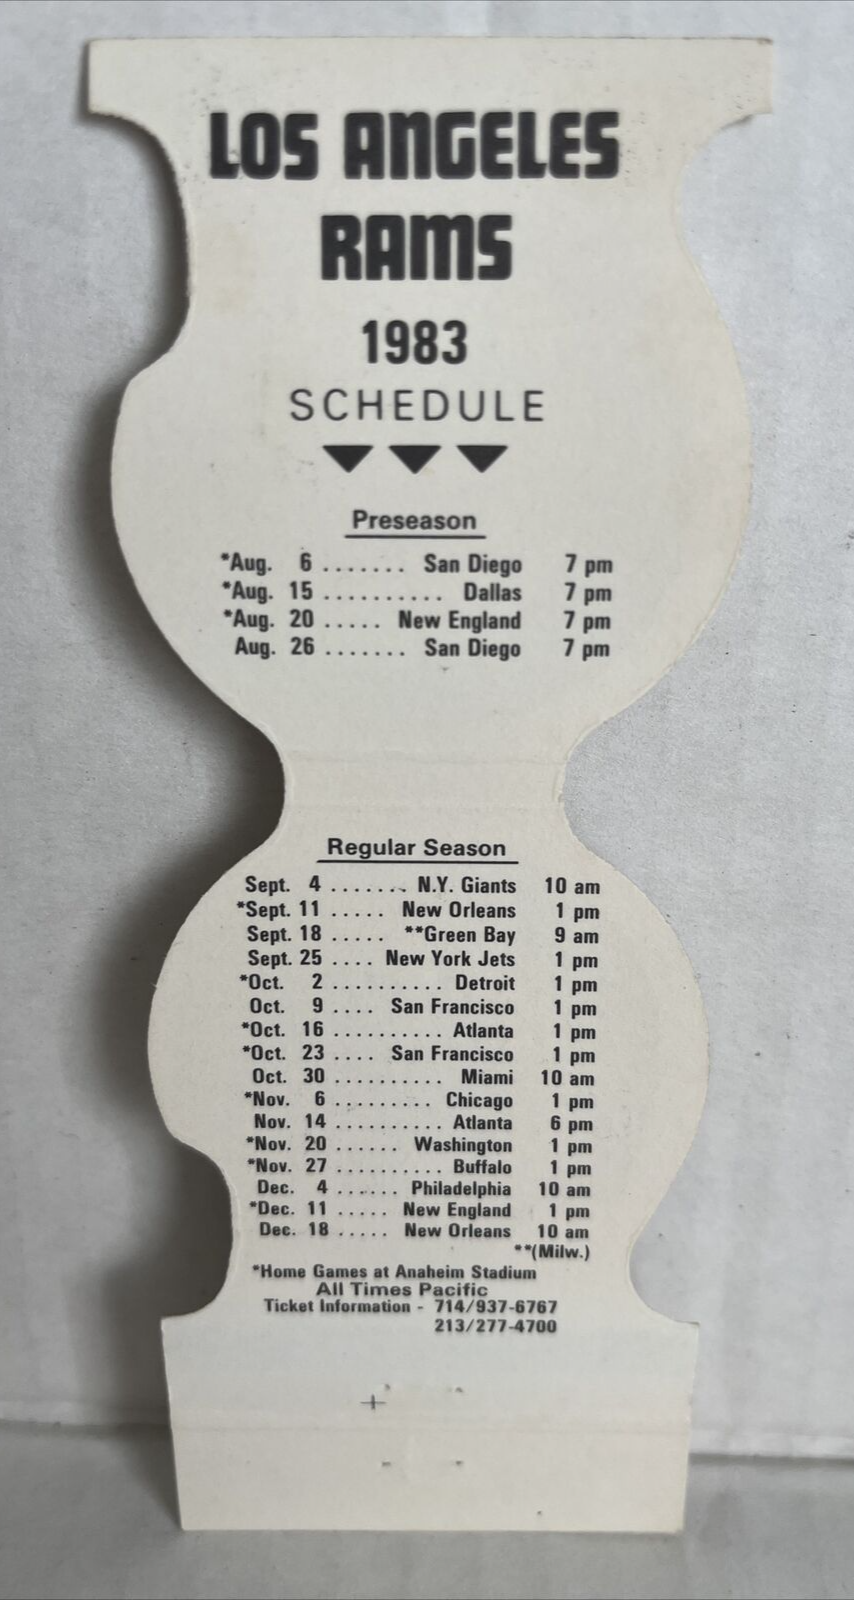 LOS ANGELES
RAMS
1983
SCHEDULE
Preseason
*Aug. 6 ....... San Diego 7 pm
*Aug. 15 .......... Dallas 7 pm
*Aug. 20 ..... New England 7 pm
Aug. 26 ....... San Diego 7 pm
Regular Season
Sept. 4 ....... N.Y. Giants 10 am
*Sept. 11 ..... New Orleans 1 pm
Sept. 18 ..... **Green Bay 9 am
Sept. 25 .... New York Jets 1 pm
*Oct. 2 .......... Detroit 1 pm
Oct. 9 .... San Francisco 1 pm
*Oct. 16 .......... Atlanta 1 pm
*Oct. 23 .... San Francisco 1 pm
Oct. 30 .......... Miami 10 am
*Nov. 6 ......... Chicago 1 pm
Nov. 14 .......... Atlanta 6 pm
*Nov. 20 ...... Washington 1 pm
*Nov. 27 .......... Buffalo 1 pm
Dec. 4 ...... Philadelphia 10 am
*Dec. 11 ..... New England 1 pm
Dec. 18 ..... New Orleans 10 am
**(Milw.)
*Home Games at Anaheim Stadium
All Times Pacific
Ticket Information - 714/937-6767
213/277-4700